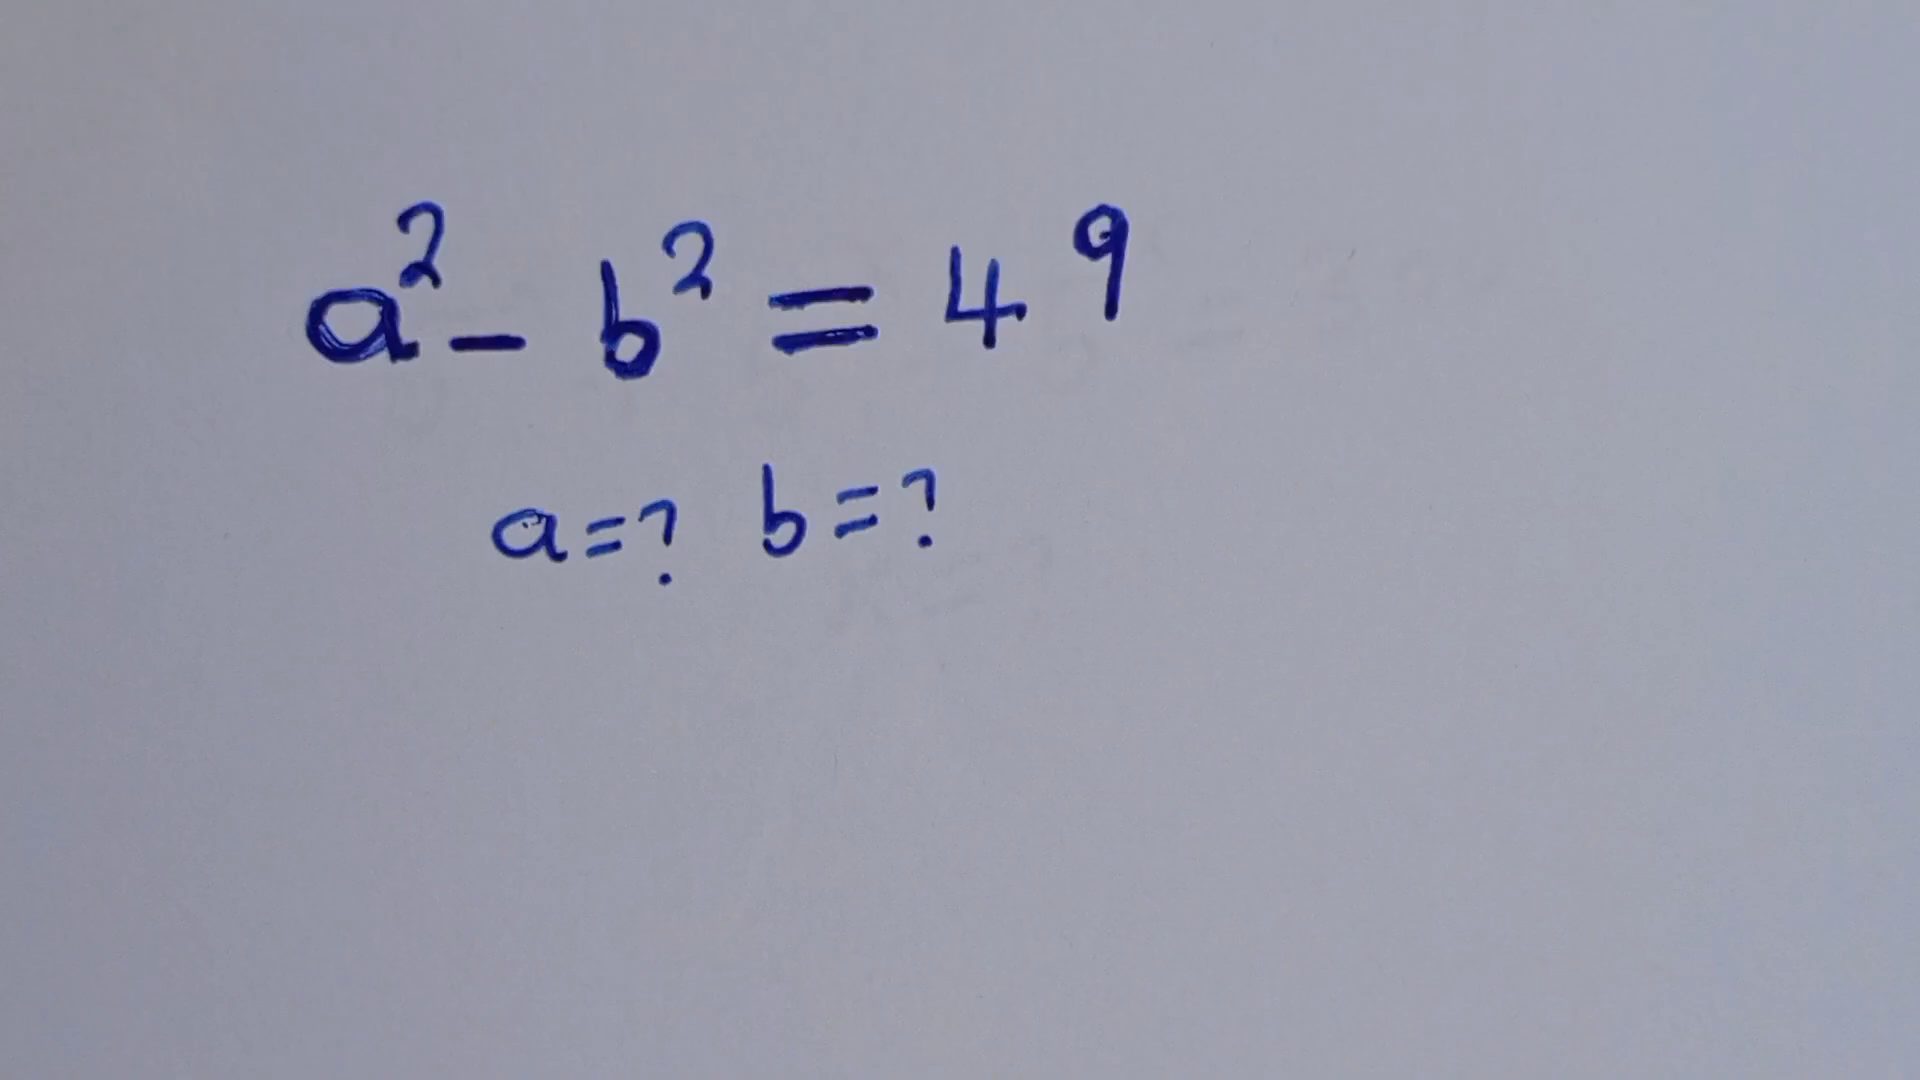 a² - b² = 4⁹
a = ? b = ?